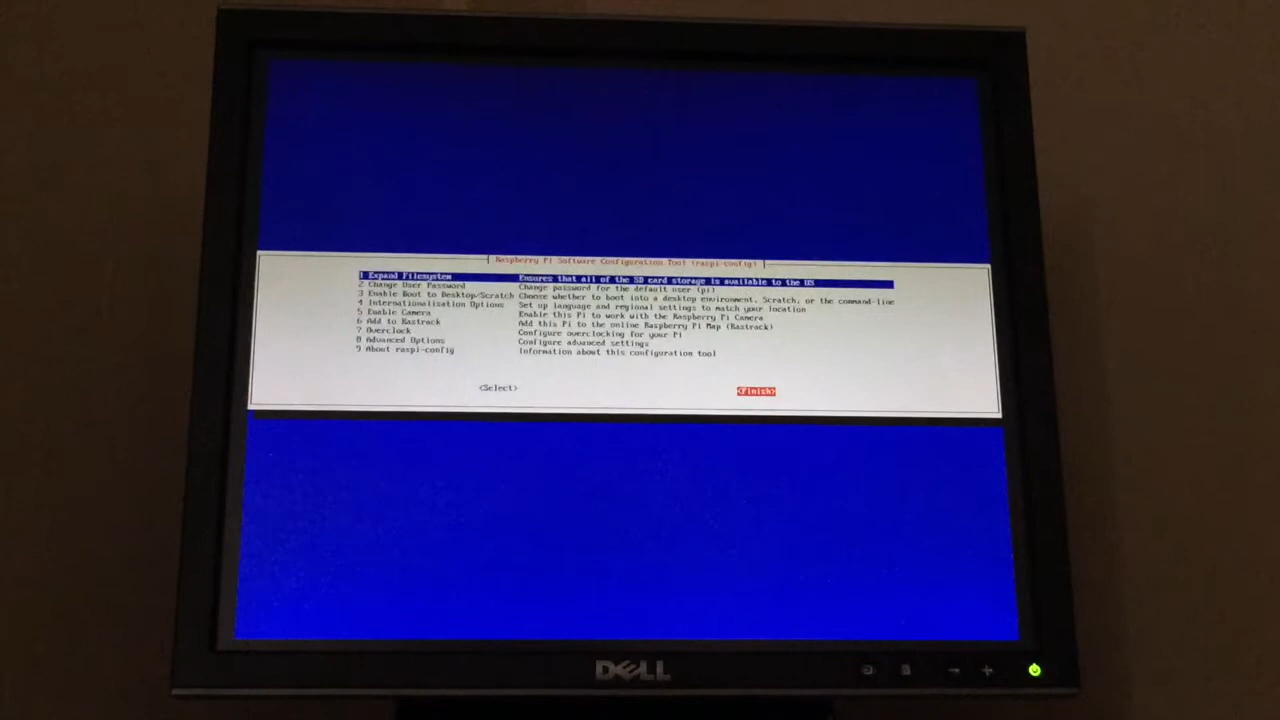 Raspberry Pi Software Configuration Tool (raspi-config)
1 Expand Filesystem Ensures that all of the SD card storage is available to the OS
2 Change User Password Change password for the default user (pi)
3 Enable Boot to Desktop/Scratch Choose whether to boot into a desktop environment, Scratch, or the command-line
4 Internationalisation Options Set up language and regional settings to match your location
5 Enable Camera Enable this Pi to work with the Raspberry Pi Camera
6 Add to Rastrack Add this Pi to the online Raspberry Pi Map (Rastrack)
7 Overclock Configure overclocking for your Pi
8 Advanced Options Configure advanced settings
9 About raspi-config Information about this configuration tool
<Select> <Finish>
DELL